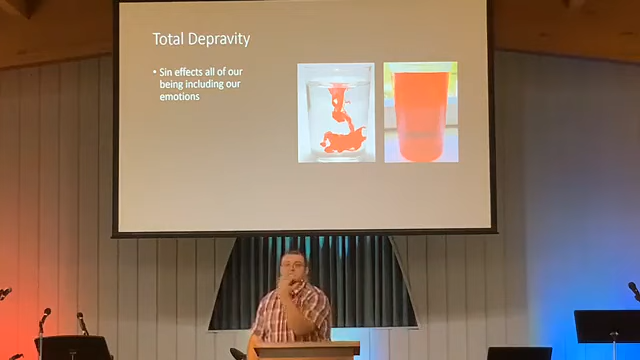 Total Depravity
• Sin effects all of our
being including our
emotions